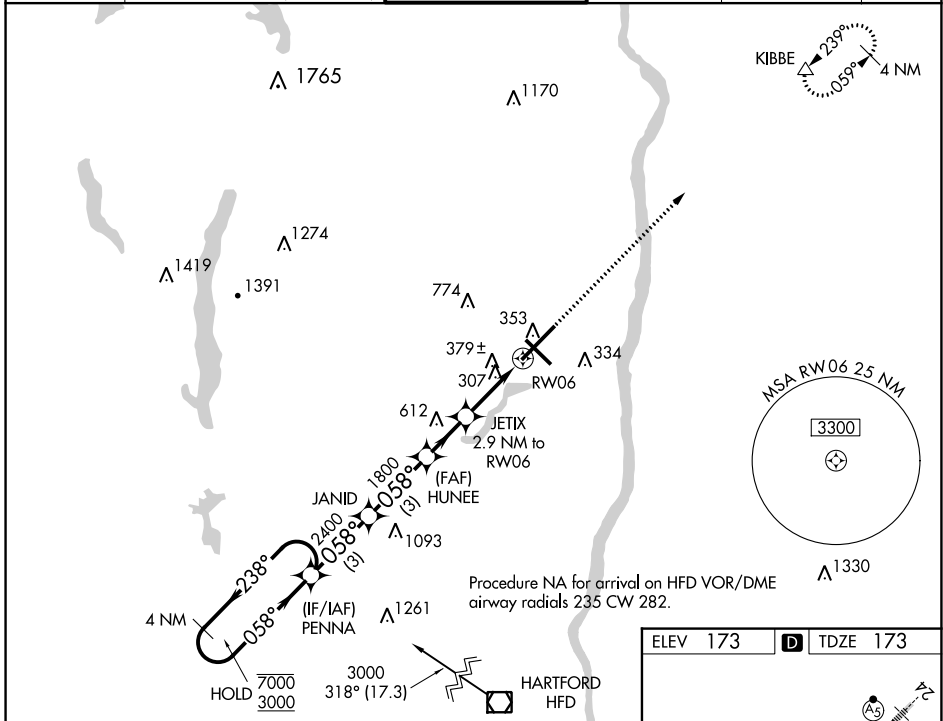 1765
1170
KIBBE
239°
059°
4 NM
1274
1419
1391
774
353
379±
307
334
RW06
612
JETIX
2.9 NM to
RW06
MSA RW06 25 NM
3300
1800
058°
(3)
(FAF)
HUNEE
JANID
2400
058°
(3)
1093
238°
058°
4 NM
(IF/IAF)
PENNA
1261
1330
Procedure NA for arrival on HFD VOR/DME
airway radials 235 CW 282.
HOLD 7000
3000
3000
318° (17.3)
HARTFORD
HFD
ELEV 173 D TDZE 173
A5
24